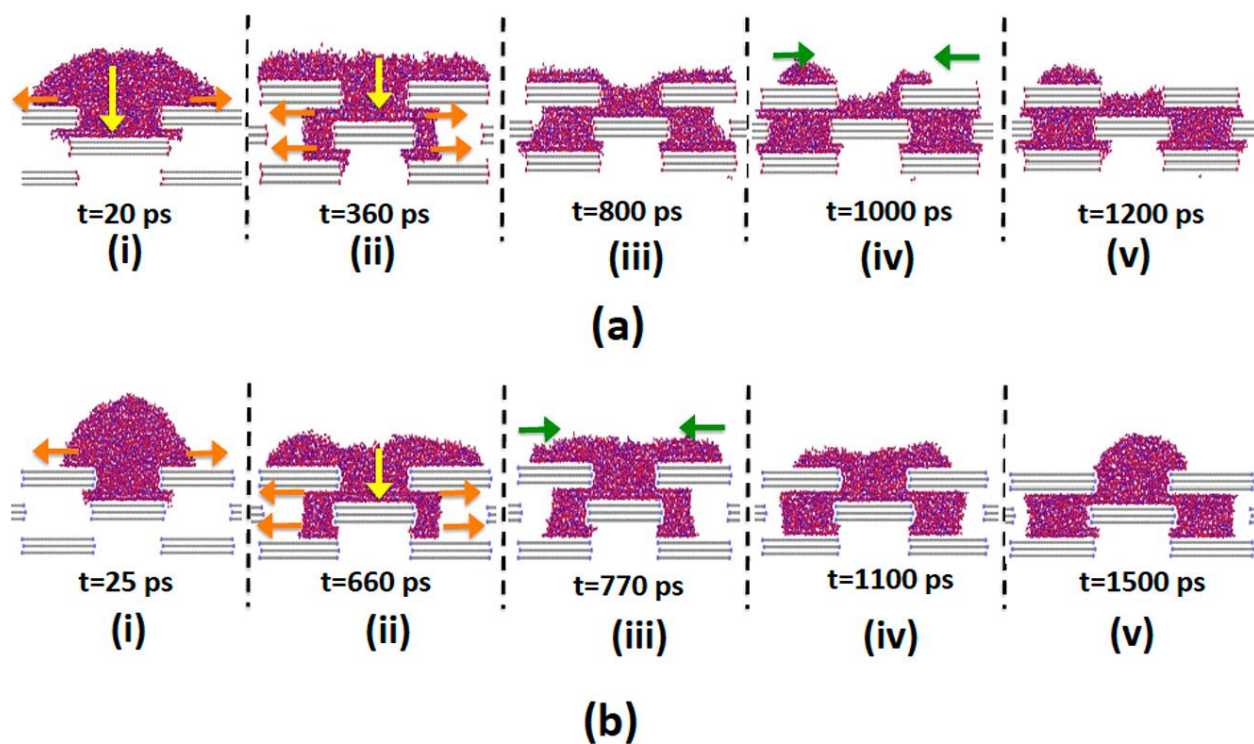 t=20 ps t=360 ps t=800 ps t=1000 ps t=1200 ps
(i) (ii) (iii) (iv) (v)
(a)
t=25 ps t=660 ps t=770 ps t=1100 ps t=1500 ps
(i) (ii) (iii) (iv) (v)
(b)